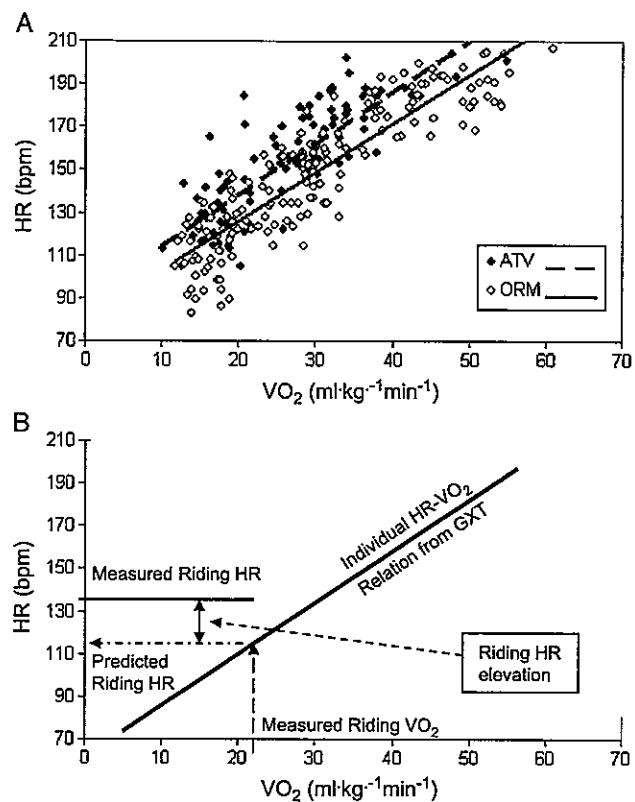 A
210
190
170
150
130
110
90
70
HR (bpm)
ATV
ORM
0 10 20 30 40 50 60 70
VO₂ (ml·kg·⁻¹min⁻¹)
B
210
190
170
150
130
110
90
70
HR (bpm)
Individual HR-VO₂
Relation from GXT
Measured Riding HR
Predicted
Riding HR
Riding HR
elevation
Measured Riding VO₂
0 10 20 30 40 50 60 70
VO₂ (ml·kg·⁻¹min⁻¹)